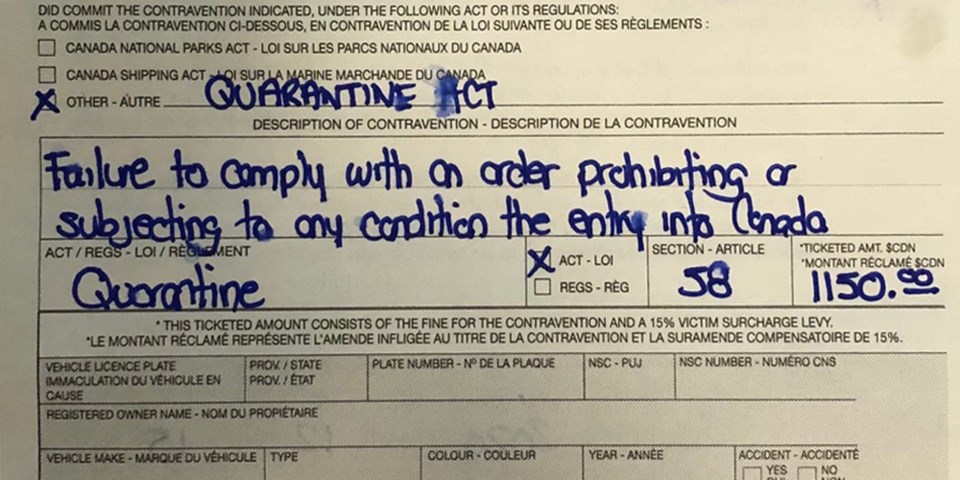 DID COMMIT THE CONTRAVENTION INDICATED, UNDER THE FOLLOWING ACT OR ITS REGULATIONS:
A COMMIS LA CONTRAVENTION CI-DESSOUS, EN CONTRAVENTION DE LA LOI SUIVANTE OU DE SES RÈGLEMENTS :
CANADA NATIONAL PARKS ACT - LOI SUR LES PARCS NATIONAUX DU CANADA
CANADA SHIPPING ACT - LOI SUR LA MARINE MARCHANDE DU CANADA
X OTHER - AUTRE QUARANTINE ACT
DESCRIPTION OF CONTRAVENTION - DESCRIPTION DE LA CONTRAVENTION
Failure to comply with an order prohibiting or
subjecting to any condition the entry into Canada
ACT / REGS - LOI / RÈGLEMENT
Quarantine
X ACT - LOI
REGS - RÈG
SECTION - ARTICLE
58
*TICKETED AMT. $CDN
*MONTANT RÉCLAMÉ $CDN
1150.00
* THIS TICKETED AMOUNT CONSISTS OF THE FINE FOR THE CONTRAVENTION AND A 15% VICTIM SURCHARGE LEVY.
*LE MONTANT RÉCLAMÉ REPRÉSENTE L'AMENDE INFLIGÉE AU TITRE DE LA CONTRAVENTION ET LA SURAMENDE COMPENSATOIRE DE 15%.
VEHICLE LICENCE PLATE
IMMACULATION DU VÉHICULE EN
CAUSE
PROV. / STATE
PROV. / ÉTAT
PLATE NUMBER - Nº DE LA PLAQUE
NSC - PUJ
NSC NUMBER - NUMÉRO CNS
REGISTERED OWNER NAME - NOM DU PROPIÉTAIRE
VEHICLE MAKE - MARQUE DU VÉHICULE
TYPE
COLOUR - COULEUR
YEAR - ANNÉE
ACCIDENT - ACCIDENTÉ
YES
NO